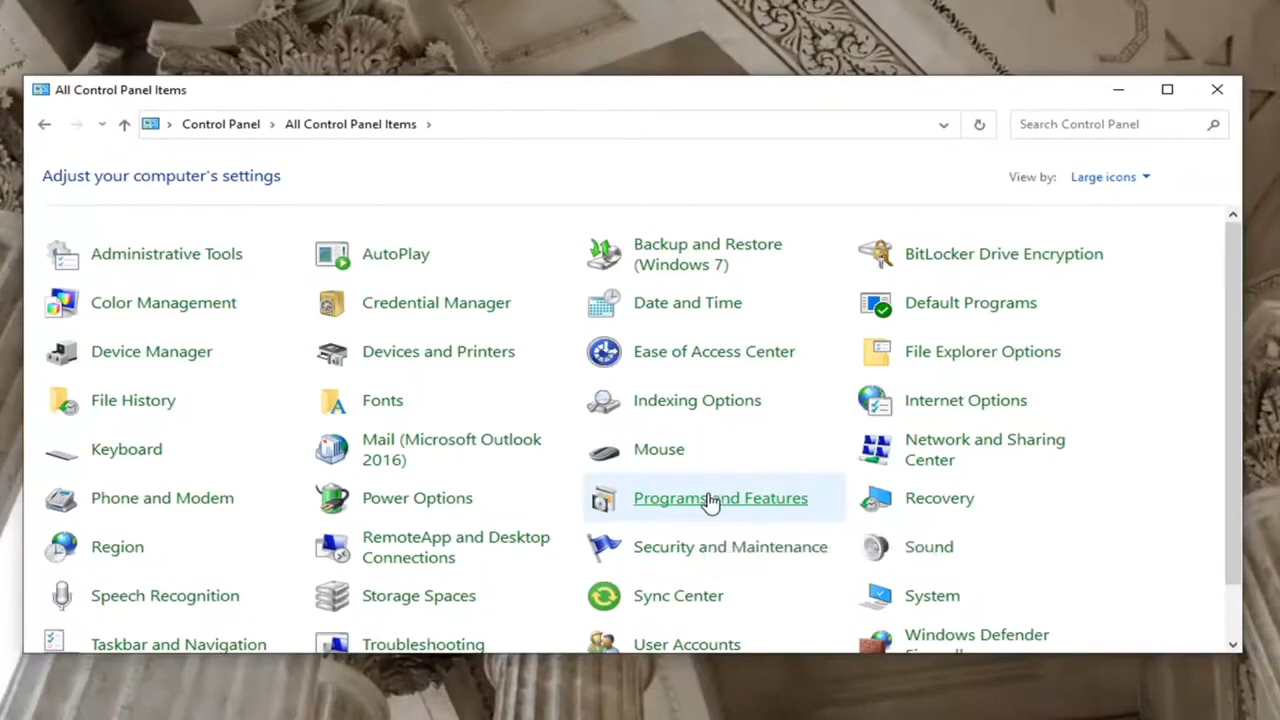 All Control Panel Items
Control Panel > All Control Panel Items >
Search Control Panel
Adjust your computer's settings
View by: Large icons
Administrative Tools
AutoPlay
Backup and Restore
(Windows 7)
BitLocker Drive Encryption
Color Management
Credential Manager
Date and Time
Default Programs
Device Manager
Devices and Printers
Ease of Access Center
File Explorer Options
File History
Fonts
Indexing Options
Internet Options
Keyboard
Mail (Microsoft Outlook
2016)
Mouse
Network and Sharing
Center
Phone and Modem
Power Options
Programs and Features
Recovery
Region
RemoteApp and Desktop
Connections
Security and Maintenance
Sound
Speech Recognition
Storage Spaces
Sync Center
System
Taskbar and Navigation
Troubleshooting
User Accounts
Windows Defender